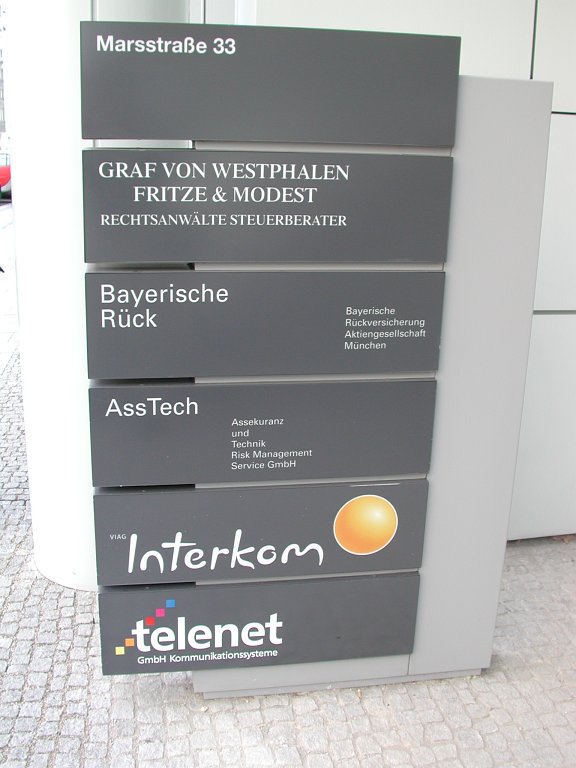 Marsstraße 33
GRAF VON WESTPHALEN
FRITZE & MODEST
RECHTSANWÄLTE STEUERBERATER
Bayerische
Rück
Bayerische
Rückversicherung
Aktiengesellschaft
München
AssTech
Assekuranz
und
Technik
Risk Management
Service GmbH
VIAG
Interkom
telenet
GmbH Kommunikationssysteme